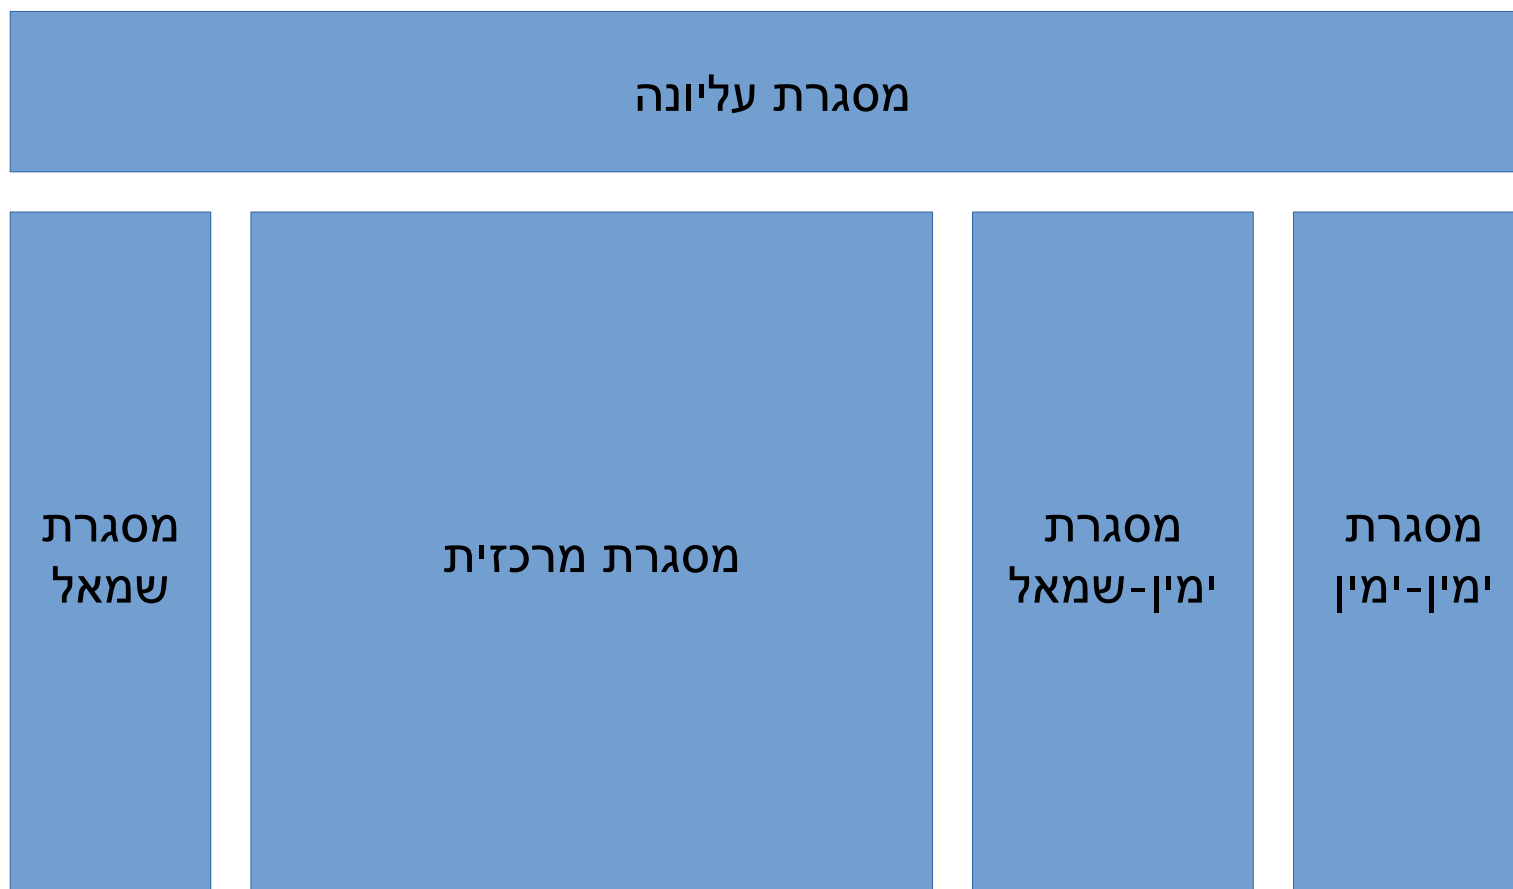 מסגרת עליונה
מסגרת
ימין-ימין
מסגרת
ימין-שמאל
מסגרת מרכזית
מסגרת
שמאל